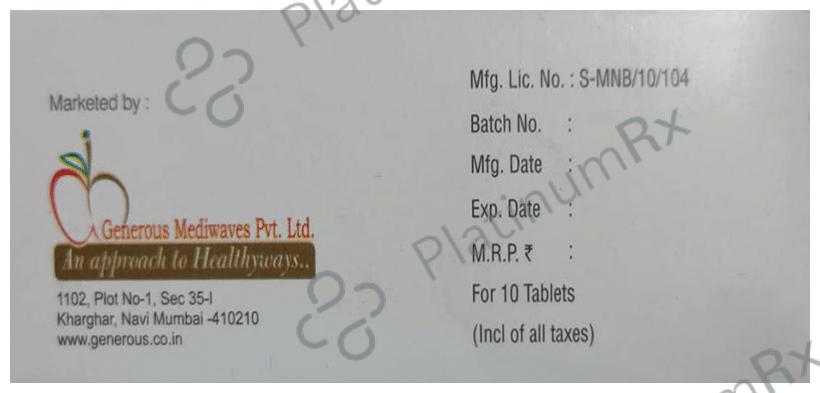 Marketed by :
Generous Mediwaves Pvt. Ltd.
An approach to Healthyways..
1102, Plot No-1, Sec 35-I
Kharghar, Navi Mumbai -410210
www.generous.co.in
Mfg. Lic. No. : S-MNB/10/104
Batch No. :
Mfg. Date :
Exp. Date :
M.R.P. ₹ :
For 10 Tablets
(Incl of all taxes)
PlatinumRx